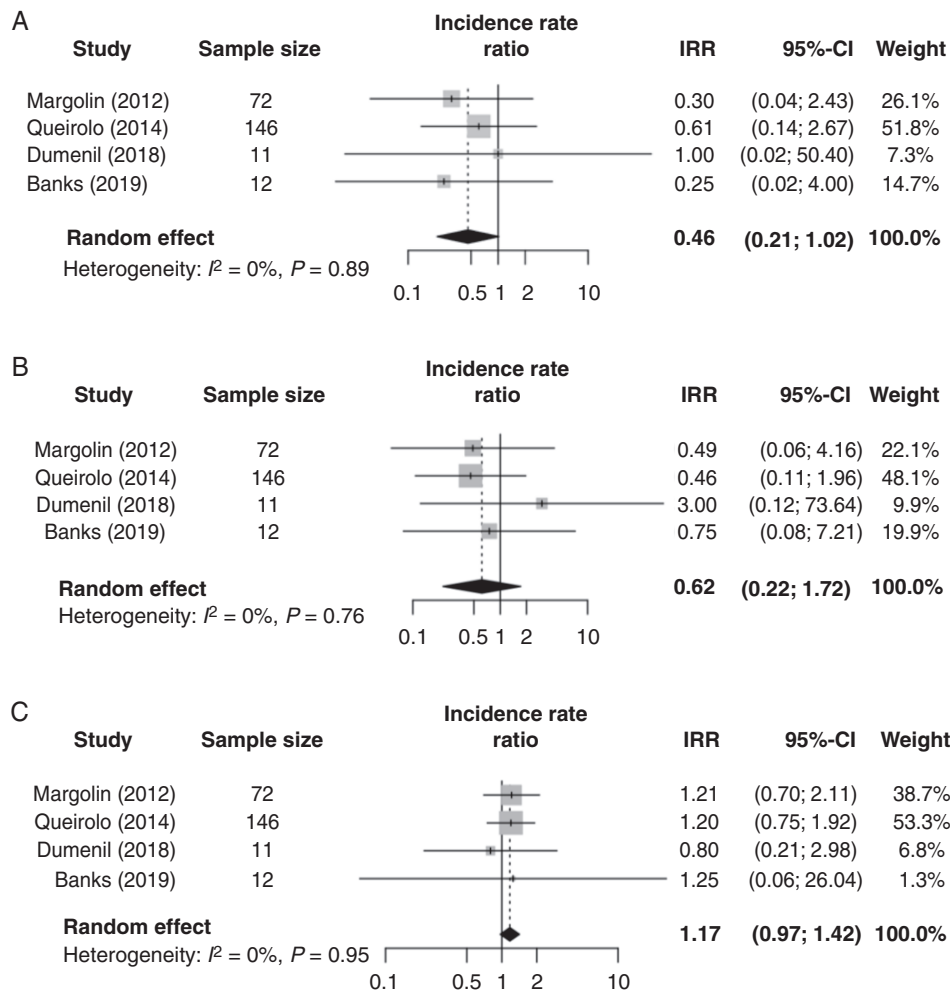 A
Incidence rate
Study Sample size ratio IRR 95%-CI Weight
Margolin (2012) 72 0.30 (0.04; 2.43) 26.1%
Queirolo (2014) 146 0.61 (0.14; 2.67) 51.8%
Dumenil (2018) 11 1.00 (0.02; 50.40) 7.3%
Banks (2019) 12 0.25 (0.02; 4.00) 14.7%
Random effect 0.46 (0.21; 1.02) 100.0%
Heterogeneity: I² = 0%, P = 0.89
0.1 0.5 1 2 10
B
Incidence rate
Study Sample size ratio IRR 95%-CI Weight
Margolin (2012) 72 0.49 (0.06; 4.16) 22.1%
Queirolo (2014) 146 0.46 (0.11; 1.96) 48.1%
Dumenil (2018) 11 3.00 (0.12; 73.64) 9.9%
Banks (2019) 12 0.75 (0.08; 7.21) 19.9%
Random effect 0.62 (0.22; 1.72) 100.0%
Heterogeneity: I² = 0%, P = 0.76
0.1 0.5 1 2 10
C
Incidence rate
Study Sample size ratio IRR 95%-CI Weight
Margolin (2012) 72 1.21 (0.70; 2.11) 38.7%
Queirolo (2014) 146 1.20 (0.75; 1.92) 53.3%
Dumenil (2018) 11 0.80 (0.21; 2.98) 6.8%
Banks (2019) 12 1.25 (0.06; 26.04) 1.3%
Random effect 1.17 (0.97; 1.42) 100.0%
Heterogeneity: I² = 0%, P = 0.95
0.1 0.5 1 2 10